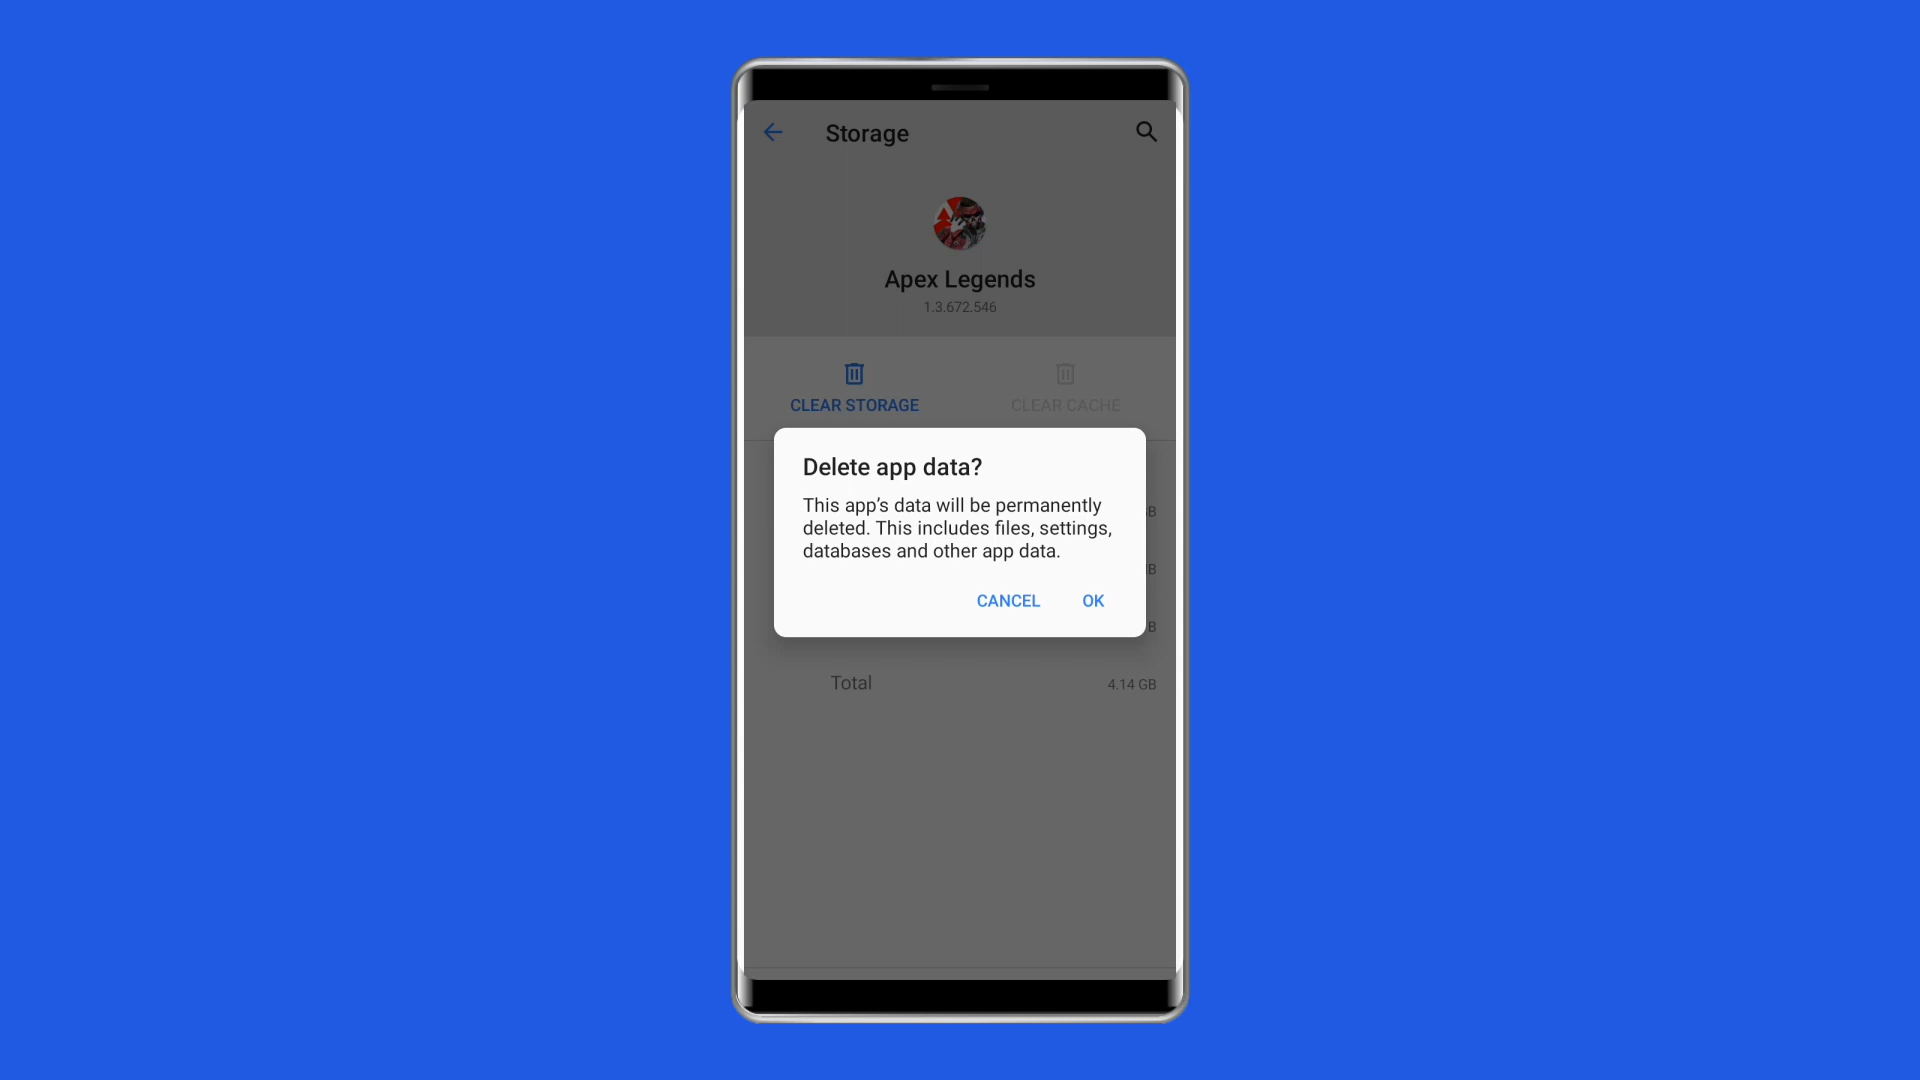 Storage
Apex Legends
1.3.672.546
CLEAR STORAGE
CLEAR CACHE
Delete app data?
This app’s data will be permanently
deleted. This includes files, settings,
databases and other app data.
CANCEL
OK
Total
4.14 GB